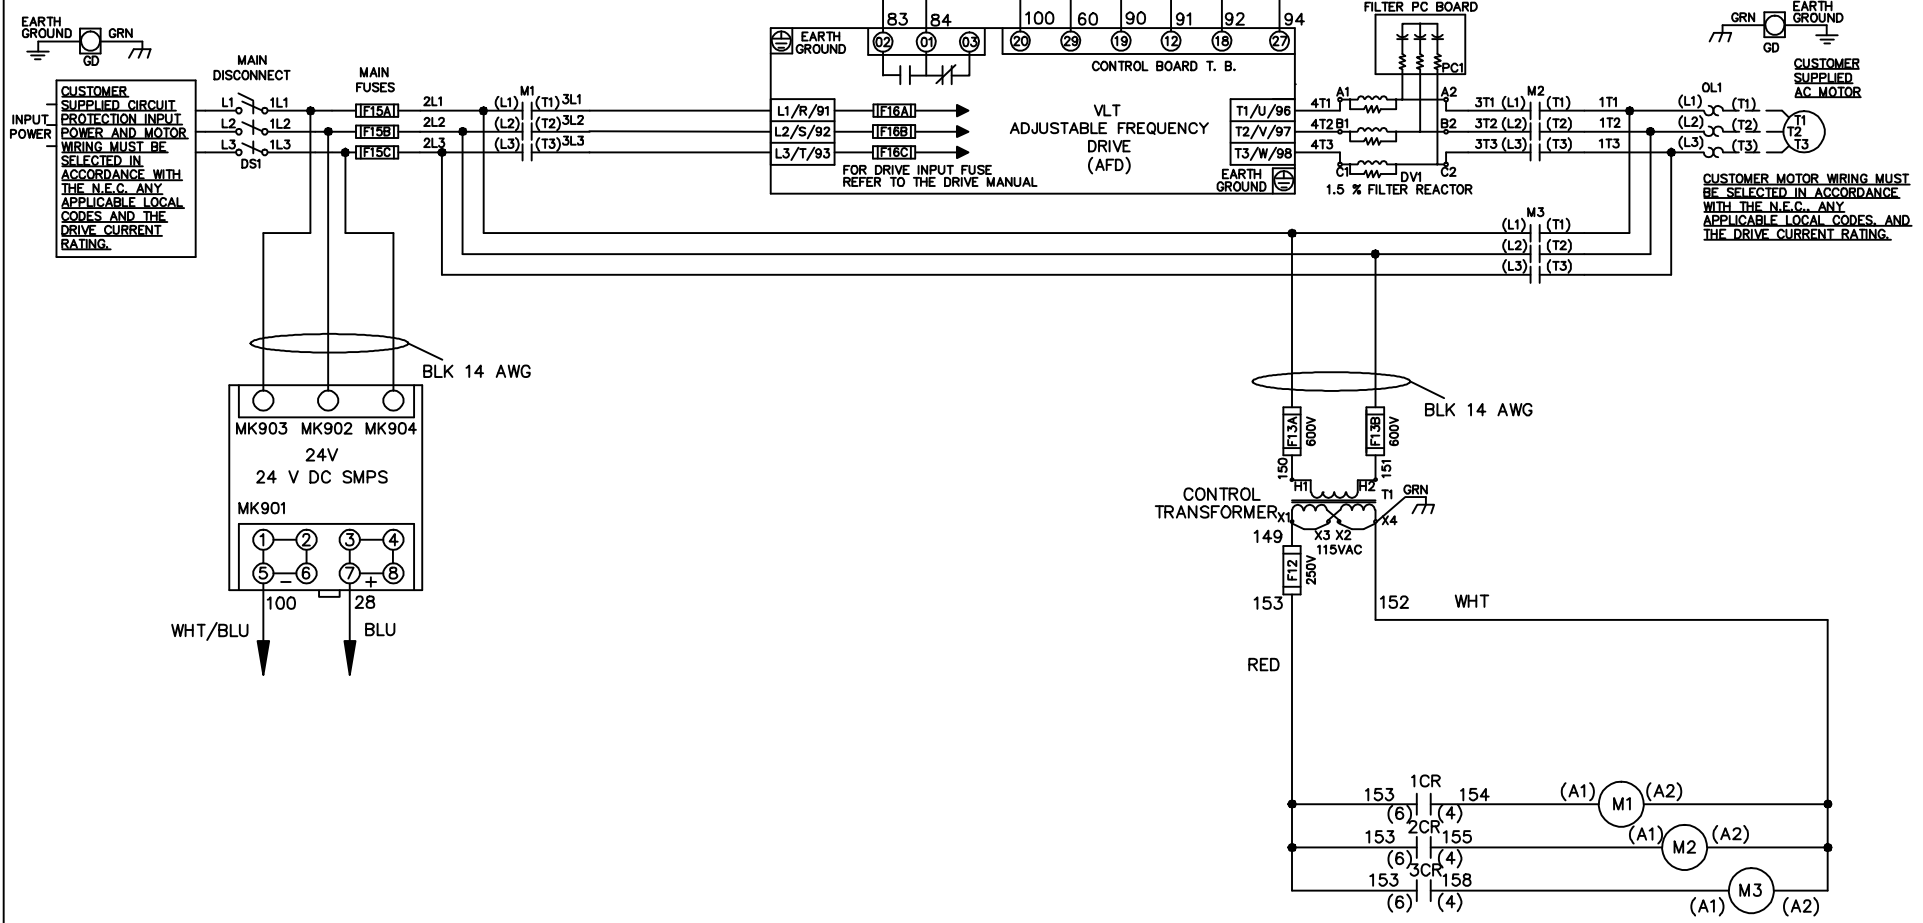 EARTH
GROUND
GRN
GD
83
84
100
60
90
91
92
94
FILTER PC BOARD
PC1
GRN
EARTH
GROUND
GD
EARTH
GROUND
02
01
03
20
29
19
12
18
27
CONTROL BOARD T. B.
INPUT
POWER
CUSTOMER
SUPPLIED CIRCUIT
PROTECTION INPUT
POWER AND MOTOR
WIRING MUST BE
SELECTED IN
ACCORDANCE WITH
THE N.E.C. ANY
APPLICABLE LOCAL
CODES AND THE
DRIVE CURRENT
RATING.
MAIN
DISCONNECT
L1 1L1
L2 1L2
L3 1L3
DS1
MAIN
FUSES
F15A
F15B
F15C
2L1
2L2
2L3
M1
(L1) (T1) 3L1
(L2) (T2) 3L2
(L3) (T3) 3L3
L1/R/91
L2/S/92
L3/T/93
F16A
F16B
F16C
FOR DRIVE INPUT FUSE
REFER TO THE DRIVE MANUAL
VLT
ADJUSTABLE FREQUENCY
DRIVE
(AFD)
T1/U/96
T2/V/97
T3/W/98
EARTH
GROUND
4T1 A1 A2
4T2 B1 B2
4T3
C1 C2
DV1
1.5 % FILTER REACTOR
M2
3T1 (L1) (T1) 1T1
3T2 (L2) (T2) 1T2
3T3 (L3) (T3) 1T3
OL1
(L1) (T1)
(L2) (T2)
(L3) (T3)
T1
T2
T3
CUSTOMER
SUPPLIED
AC MOTOR
CUSTOMER MOTOR WIRING MUST
BE SELECTED IN ACCORDANCE
WITH THE N.E.C., ANY
APPLICABLE LOCAL CODES, AND
THE DRIVE CURRENT RATING.
M3
(L1) (T1)
(L2) (T2)
(L3) (T3)
BLK 14 AWG
MK903 MK902 MK904
24V
24 V DC SMPS
MK901
1 2 3 4
5 - 6 7 + 8
100
28
WHT/BLU
BLU
BLK 14 AWG
F13A
600V
F13B
600V
150
151
H1 H2
T1
GRN
CONTROL
TRANSFORMER
X1
X3 X2
X4
115VAC
149
F12
250V
153
152
WHT
RED
1CR
153 154
(6) (4)
(A1) M1 (A2)
2CR
153 155
(6) (4)
(A1) M2 (A2)
3CR
153 158
(6) (4)
(A1) M3 (A2)